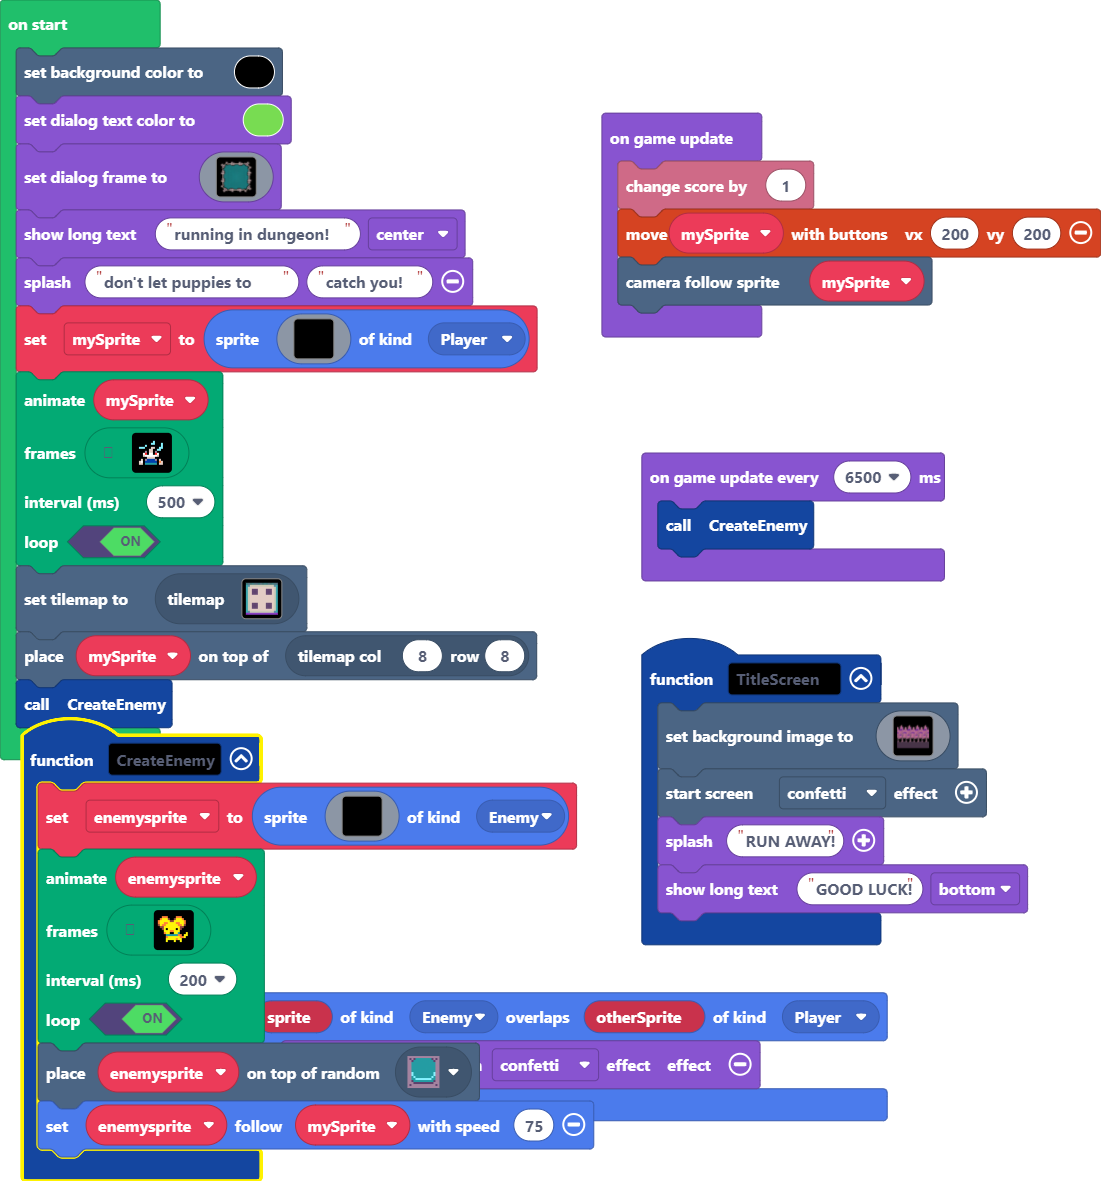 on start
set background color to
set dialog text color to
set dialog frame to
show long text "running in dungeon!" center
splash "don't let puppies to " "catch you! "
set mySprite to sprite of kind Player
animate mySprite
frames
interval (ms) 500
loop ON
set tilemap to tilemap
place mySprite on top of tilemap col 8 row 8
call CreateEnemy
function CreateEnemy
set enemysprite to sprite of kind Enemy
animate enemysprite
frames
interval (ms) 200
loop ON
place enemysprite on top of random
set enemysprite follow mySprite with speed 75
sprite of kind Enemy overlaps otherSprite of kind Player
confetti effect effect
on game update
change score by 1
move mySprite with buttons vx 200 vy 200
camera follow sprite mySprite
on game update every 6500 ms
call CreateEnemy
function TitleScreen
set background image to
start screen confetti effect
splash "RUN AWAY!"
show long text "GOOD LUCK!" bottom